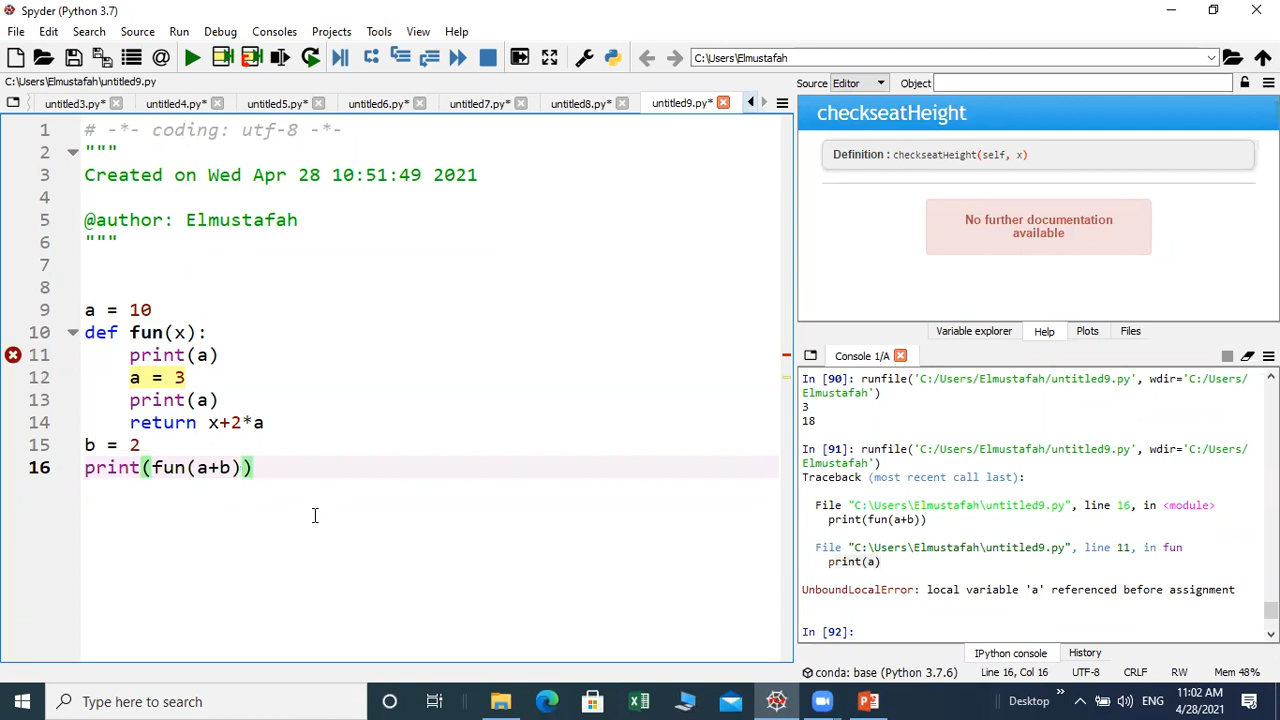 Spyder (Python 3.7)
File Edit Search Source Run Debug Consoles Projects Tools View Help
C:\Users\Elmustafah
C:\Users\Elmustafah\untitled9.py
untitled3.py* untitled4.py* untitled5.py* untitled6.py* untitled7.py* untitled8.py* untitled9.py*
1 # -*- coding: utf-8 -*-
2 """
3 Created on Wed Apr 28 10:51:49 2021
4
5 @author: Elmustafah
6 """
7
8
9 a = 10
10 def fun(x):
11 print(a)
12 a = 3
13 print(a)
14 return x+2*a
15 b = 2
16 print(fun(a+b))
Source Editor Object
checkseatHeight
Definition : checkseatHeight(self, x)
No further documentation
available
Variable explorer Help Plots Files
Console 1/A
In [90]: runfile('C:/Users/Elmustafah/untitled9.py', wdir='C:/Users/
Elmustafah')
3
18
In [91]: runfile('C:/Users/Elmustafah/untitled9.py', wdir='C:/Users/
Elmustafah')
Traceback (most recent call last):
File "C:\Users\Elmustafah\untitled9.py", line 16, in <module>
print(fun(a+b))
File "C:\Users\Elmustafah\untitled9.py", line 11, in fun
print(a)
UnboundLocalError: local variable 'a' referenced before assignment
In [92]:
IPython console History
conda: base (Python 3.7.6) Line 16, Col 16 UTF-8 CRLF RW Mem 48%
Type here to search
Desktop ENG 11:02 AM
4/28/2021